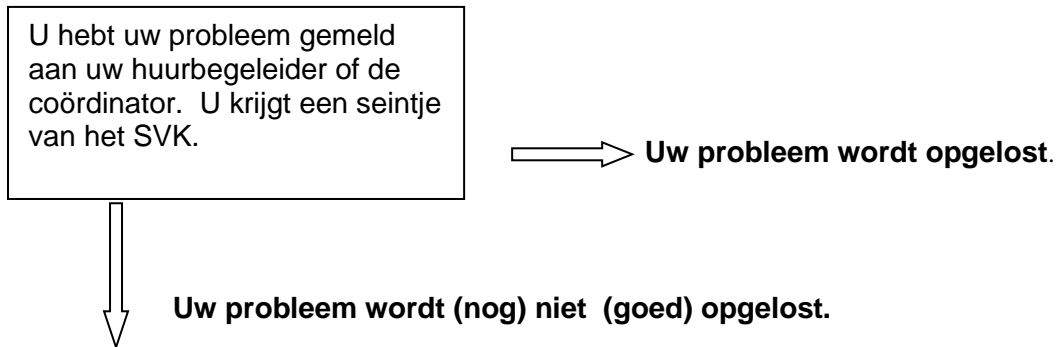 U hebt uw probleem gemeld
aan uw huurbegeleider of de
coördinator.  U krijgt een seintje
van het SVK.
Uw probleem wordt opgelost.
Uw probleem wordt (nog) niet  (goed) opgelost.